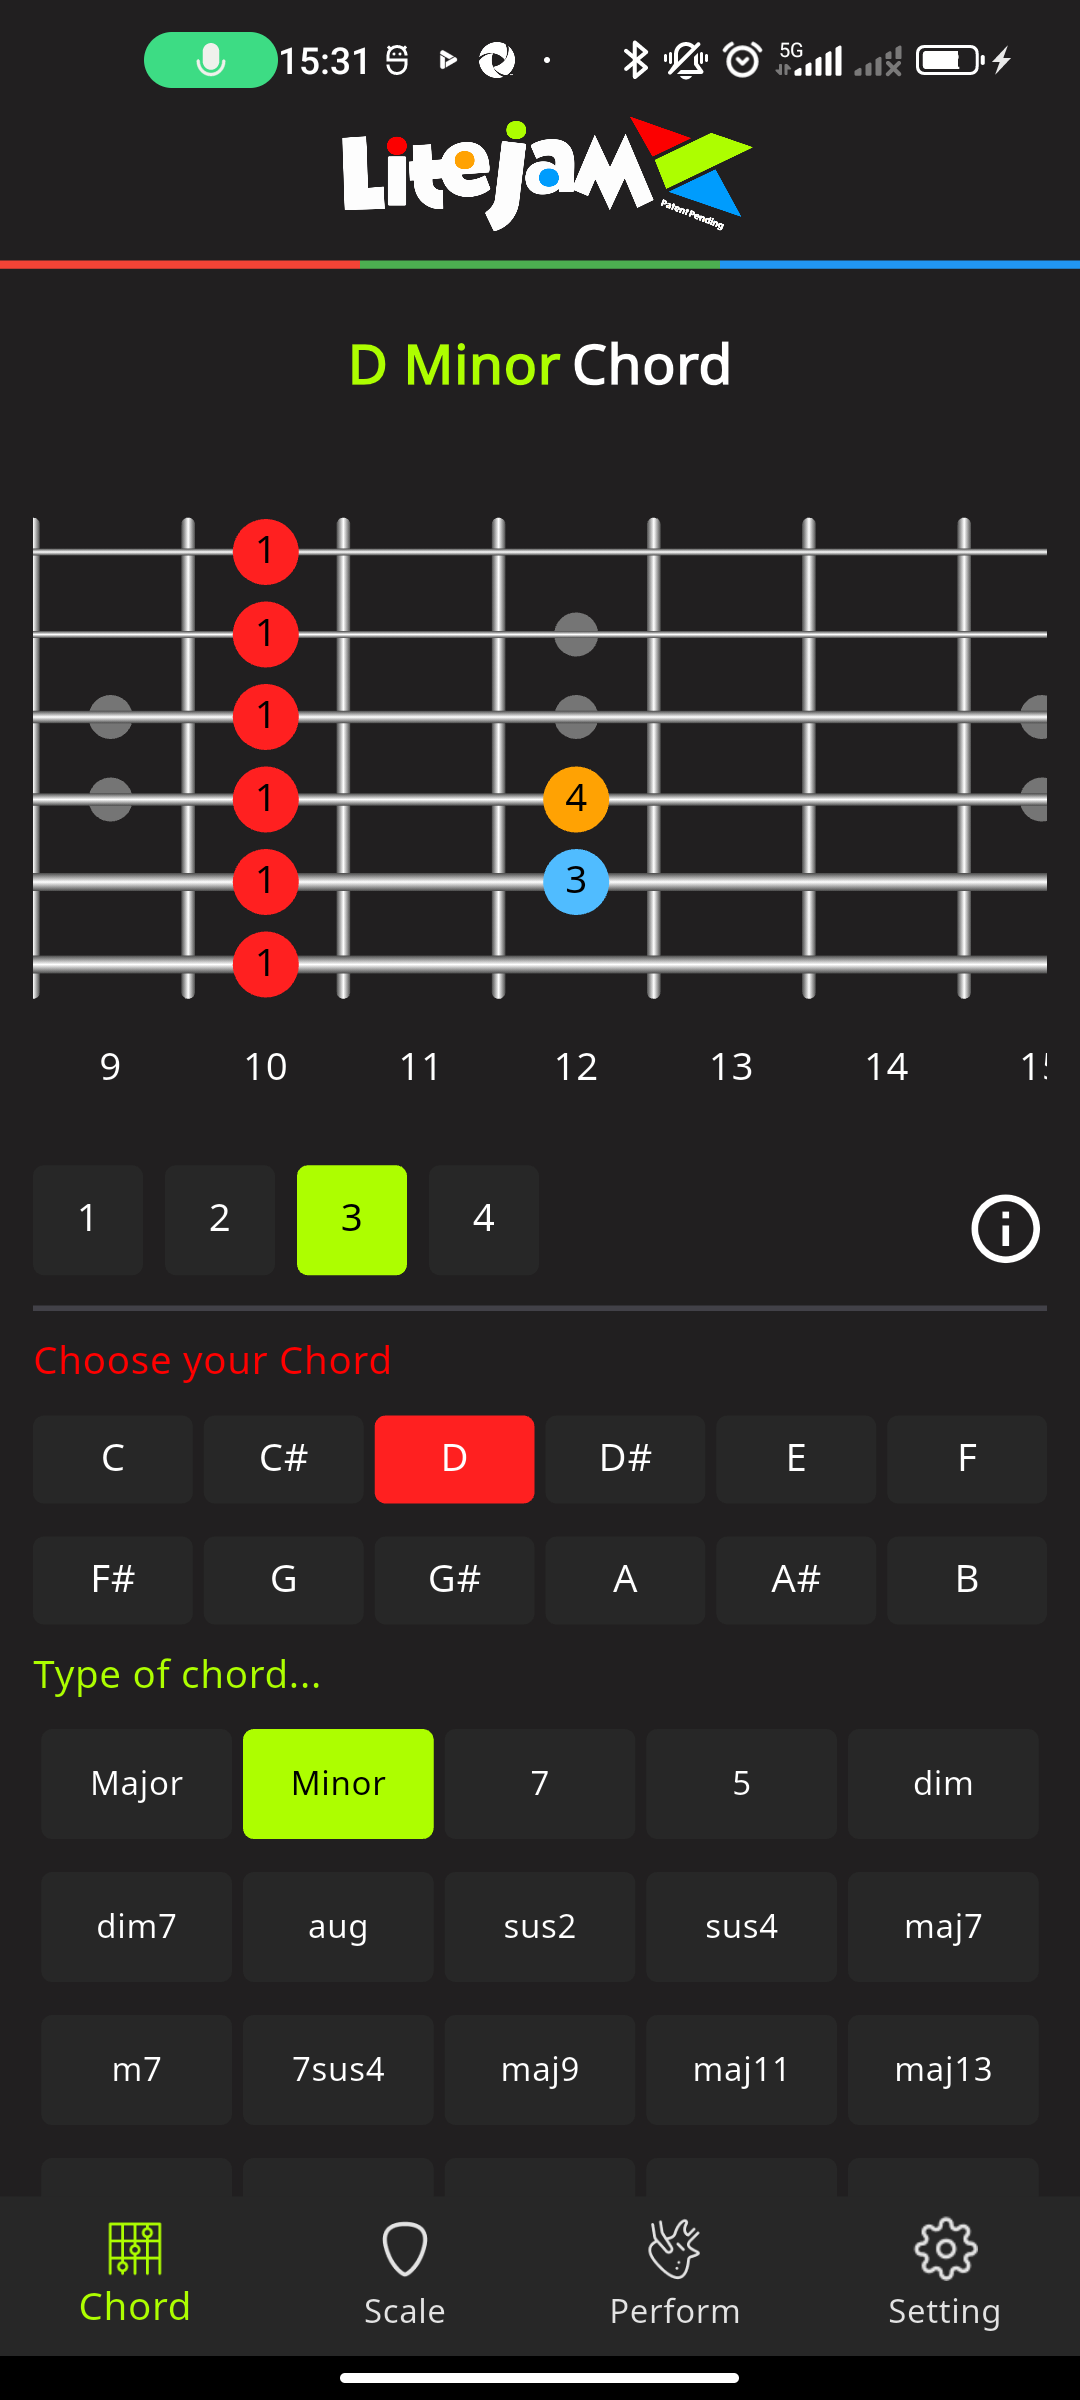 15:31 5G
Litejam
Patent Pending
D Minor Chord
1
1
1
1 4
1 3
1
9 10 11 12 13 14 15
1 2 3 4
Choose your Chord
C C# D D# E F
F# G G# A A# B
Type of chord...
Major Minor 7 5 dim
dim7 aug sus2 sus4 maj7
m7 7sus4 maj9 maj11 maj13
Chord Scale Perform Setting